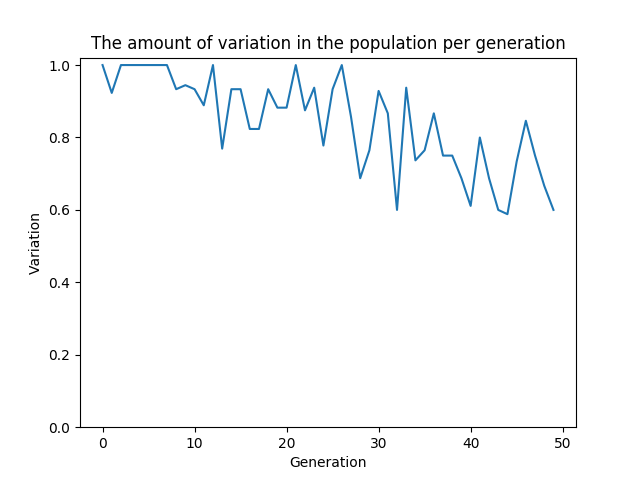 The amount of variation in the population per generation
1.0
0.8
0.6
0.4
0.2
0.0
Variation
0 10 20 30 40 50
Generation